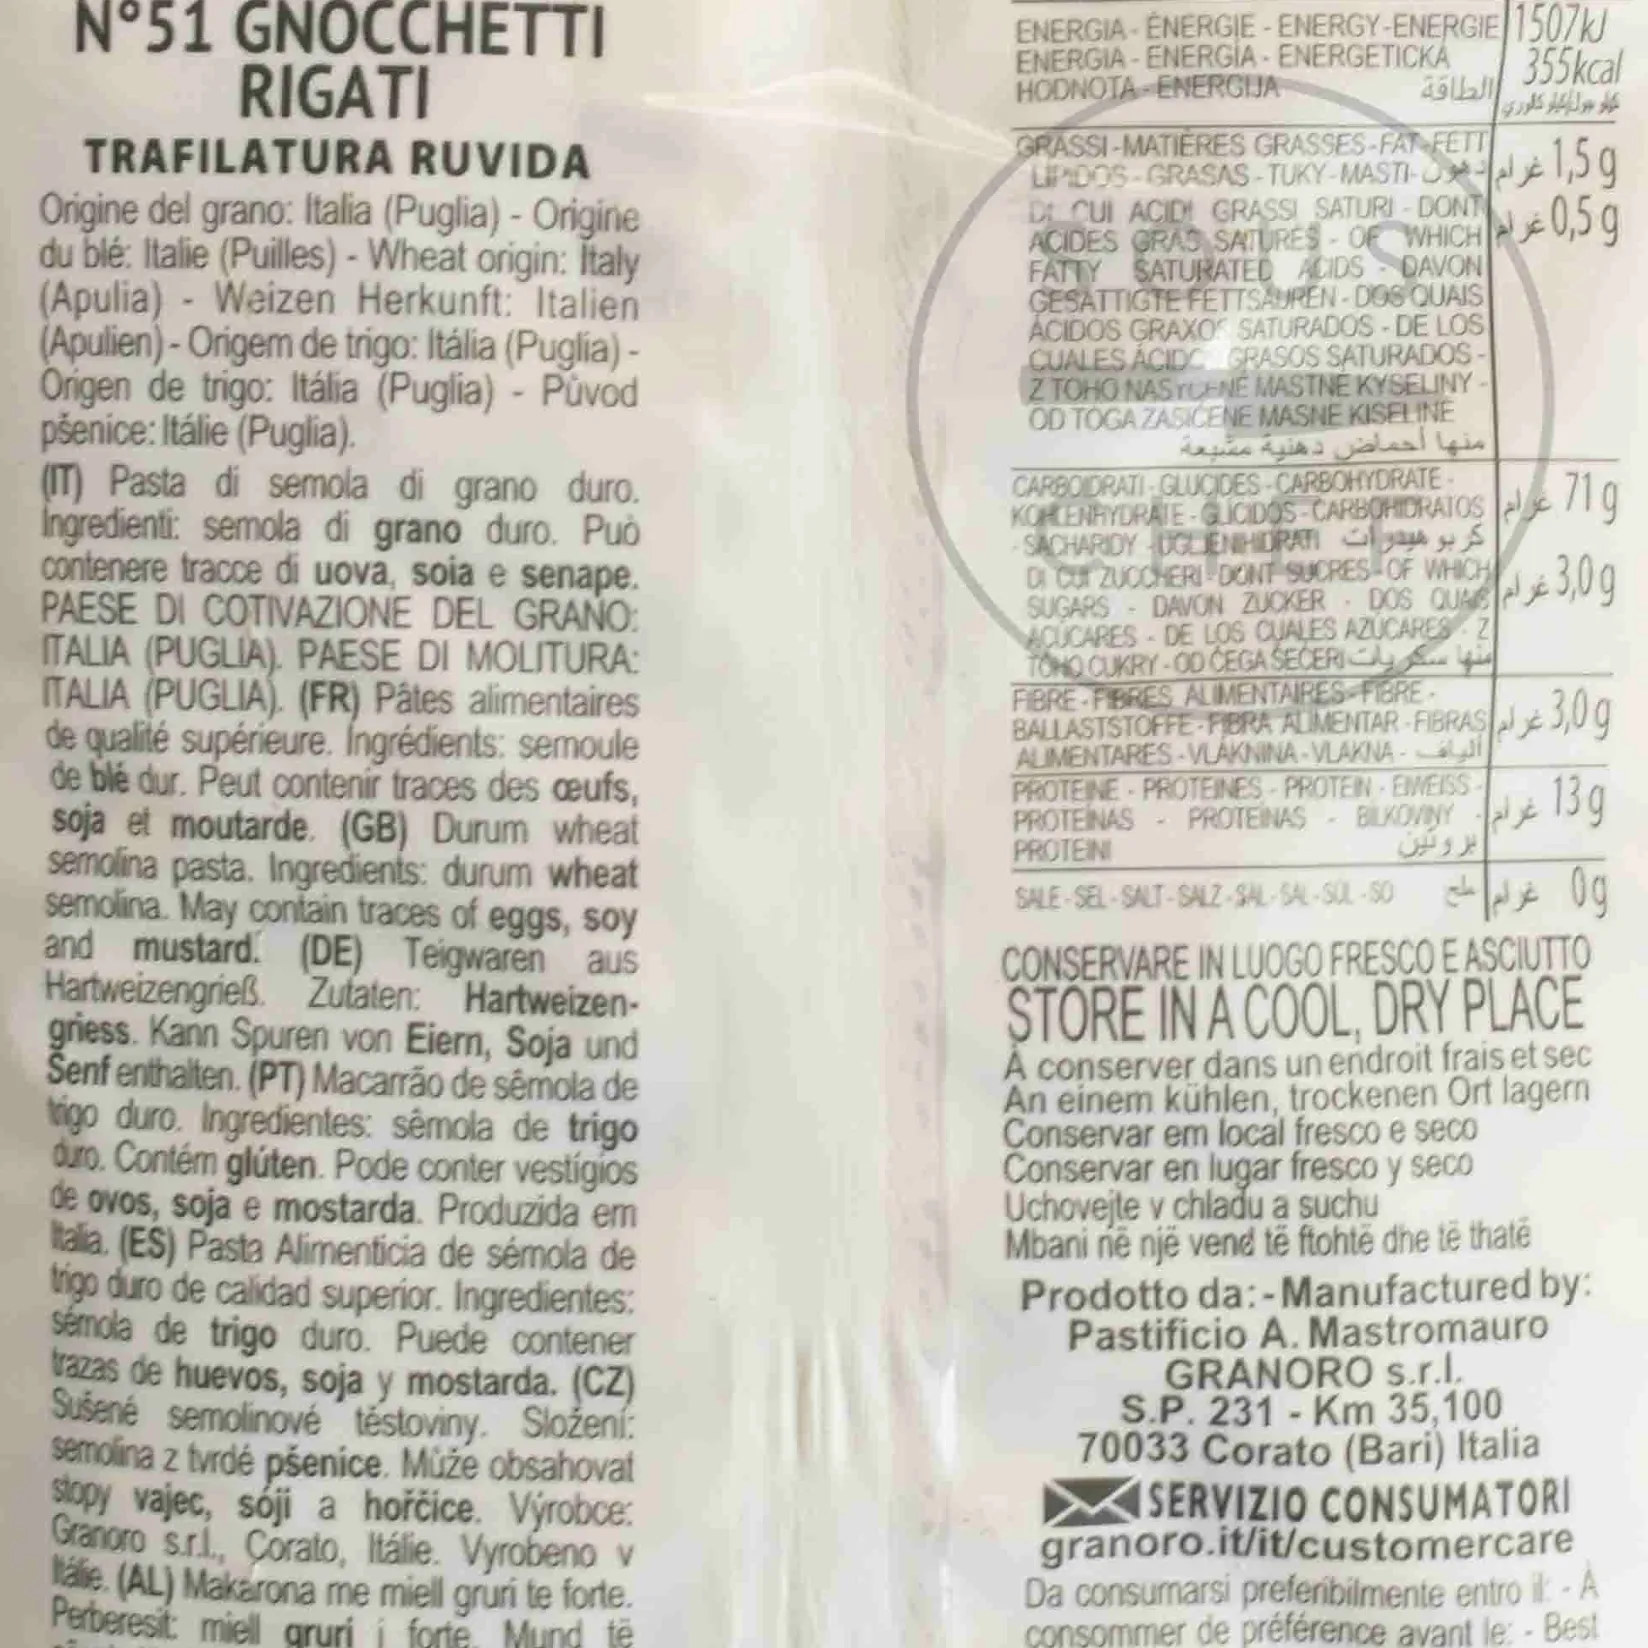 N°51 GNOCCHETTI
RIGATI
TRAFILATURA RUVIDA
Origine del grano: Italia (Puglia) - Origine
du blé: Italie (Puilles) - Wheat origin: Italy
(Apulia) - Weizen Herkunft: Italien
(Apulien) - Origem de trigo: Itália (Puglia) -
Origen de trigo: Itália (Puglia) - Původ
pšenice: Itálie (Puglia).
(IT) Pasta di semola di grano duro.
Ingredienti: semola di grano duro. Può
contenere tracce di uova, soia e senape.
PAESE DI COTIVAZIONE DEL GRANO:
ITALIA (PUGLIA). PAESE DI MOLITURA:
ITALIA (PUGLIA). (FR) Pâtes alimentaires
de qualité supérieure. Ingrédients: semoule
de blé dur. Peut contenir traces des œufs,
soja et moutarde. (GB) Durum wheat
semolina pasta. Ingredients: durum wheat
semolina. May contain traces of eggs, soy
and mustard. (DE) Teigwaren aus
Hartweizengrieß. Zutaten: Hartweizen-
griess. Kann Spuren von Eiern, Soja und
Senf enthalten. (PT) Macarrão de sêmola de
trigo duro. Ingredientes: sêmola de trigo
duro. Contém glúten. Pode conter vestígios
de ovos, soja e mostarda. Produzida em
Italia. (ES) Pasta Alimenticia de sémola de
trigo duro de calidad superior. Ingredientes:
sémola de trigo duro. Puede contener
trazas de huevos, soja y mostarda. (CZ)
Sušené semolinové těstoviny. Složení:
semolina z tvrdé pšenice. Může obsahovat
stopy vajec, sóji a hořčice. Výrobce:
Granoro s.r.l., Corato, Itálie. Vyrobeno v
Itálie. (AL) Makarona me miell gruri te forte.
Perberesit: miell gruri i forte. Mund të
ENERGIA - ÉNERGIE - ENERGY - ENERGIE 1507kJ
ENERGIA - ENERGÍA - ENERGETICKÁ 355kcal
HODNOTA - ENERGIJA الطاقة
GRASSI - MATIÈRES GRASSES - FAT - FETT
LIPIDOS - GRASAS - TUKY - MASTI - دهون غرام 1,5 g
DI CUI ACIDI GRASSI SATURI - DONT
ACIDES GRAS SATURÉS - OF WHICH غرام 0,5 g
FATTY SATURATED ACIDS - DAVON
GESÄTTIGTE FETTSÄUREN - DOS QUAIS
ÁCIDOS GRAXOS SATURADOS - DE LOS
CUALES ÁCIDOS GRASOS SATURADOS -
Z TOHO NASYCENÉ MASTNÉ KYSELINY -
OD TOGA ZASIĆENE MASNE KISELINE
منها أحماض دهنية مشبعة
CARBOIDRATI - GLUCIDES - CARBOHYDRATE -
KOHLENHYDRATE - GLÍCIDOS - CARBOHIDRATOS غرام 71 g
- SACHARIDY - UGLJENIHIDRATI كربوهيدرات
DI CUI ZUCCHERI - DONT SUCRES - OF WHICH
SUGARS - DAVON ZUCKER - DOS QUAIS غرام 3,0 g
AÇÚCARES - DE LOS CUALES AZÚCARES - Z
TOHO CUKRY - OD ČEGA ŠEĆERI منها سكريات
FIBRE - FIBRES ALIMENTAIRES - FIBRE -
BALLASTSTOFFE - FIBRA ALIMENTAR - FIBRAS غرام 3,0 g
ALIMENTARES - VLÁKNINA - VLAKNA - ألياف
PROTEINE - PROTÉINES - PROTEIN - EIWEISS -
PROTEÍNAS - PROTEÍNAS - BÍLKOVINY - غرام 13 g
PROTEINI بروتين
SALE - SEL - SALT - SALZ - SAL - SAL - SŮL - SO ملح غرام 0 g
CONSERVARE IN LUOGO FRESCO E ASCIUTTO
STORE IN A COOL, DRY PLACE
À conserver dans un endroit frais et sec
An einem kühlen, trockenen Ort lagern
Conservar em local fresco e seco
Conservar en lugar fresco y seco
Uchovejte v chladu a suchu
Mbani në një vend të ftohtë dhe të thatë
Prodotto da: - Manufactured by:
Pastificio A. Mastromauro
GRANORO s.r.l.
S.P. 231 - Km 35,100
70033 Corato (Bari) Italia
SERVIZIO CONSUMATORI
granoro.it/it/customercare
Da consumarsi preferibilmente entro il: - A
consommer de préférence avant le: - Best